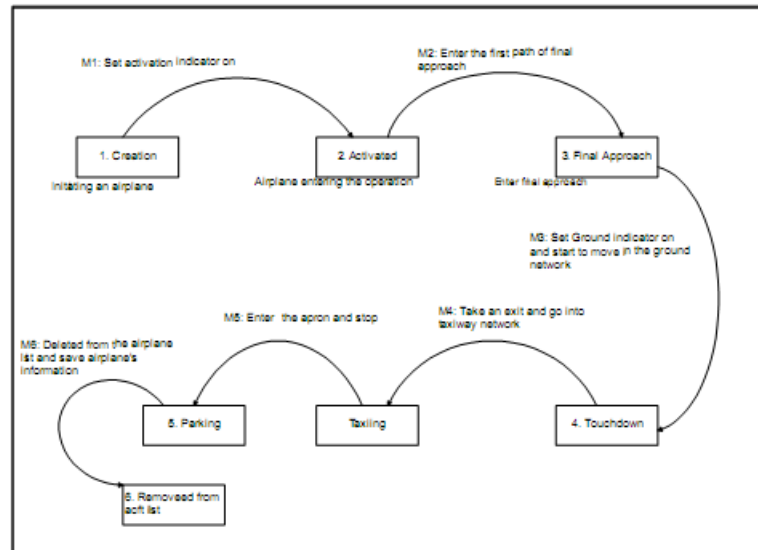 M1: Set activation indicator on
M2: Enter the first path of final
approach
1. Creation
2. Activated
3. Final Approach
Initating an airplane
Airplane entering the operation
Enter final approach
M3: Set Ground indicator on
and start to move in the ground
network
M4: Take an exit and go into
taxiway network
M5: Enter the apron and stop
M6: Deleted from the airplane
list and save airplane's
information
5. Parking
Taxiing
4. Touchdown
6. Removeed from
acft list